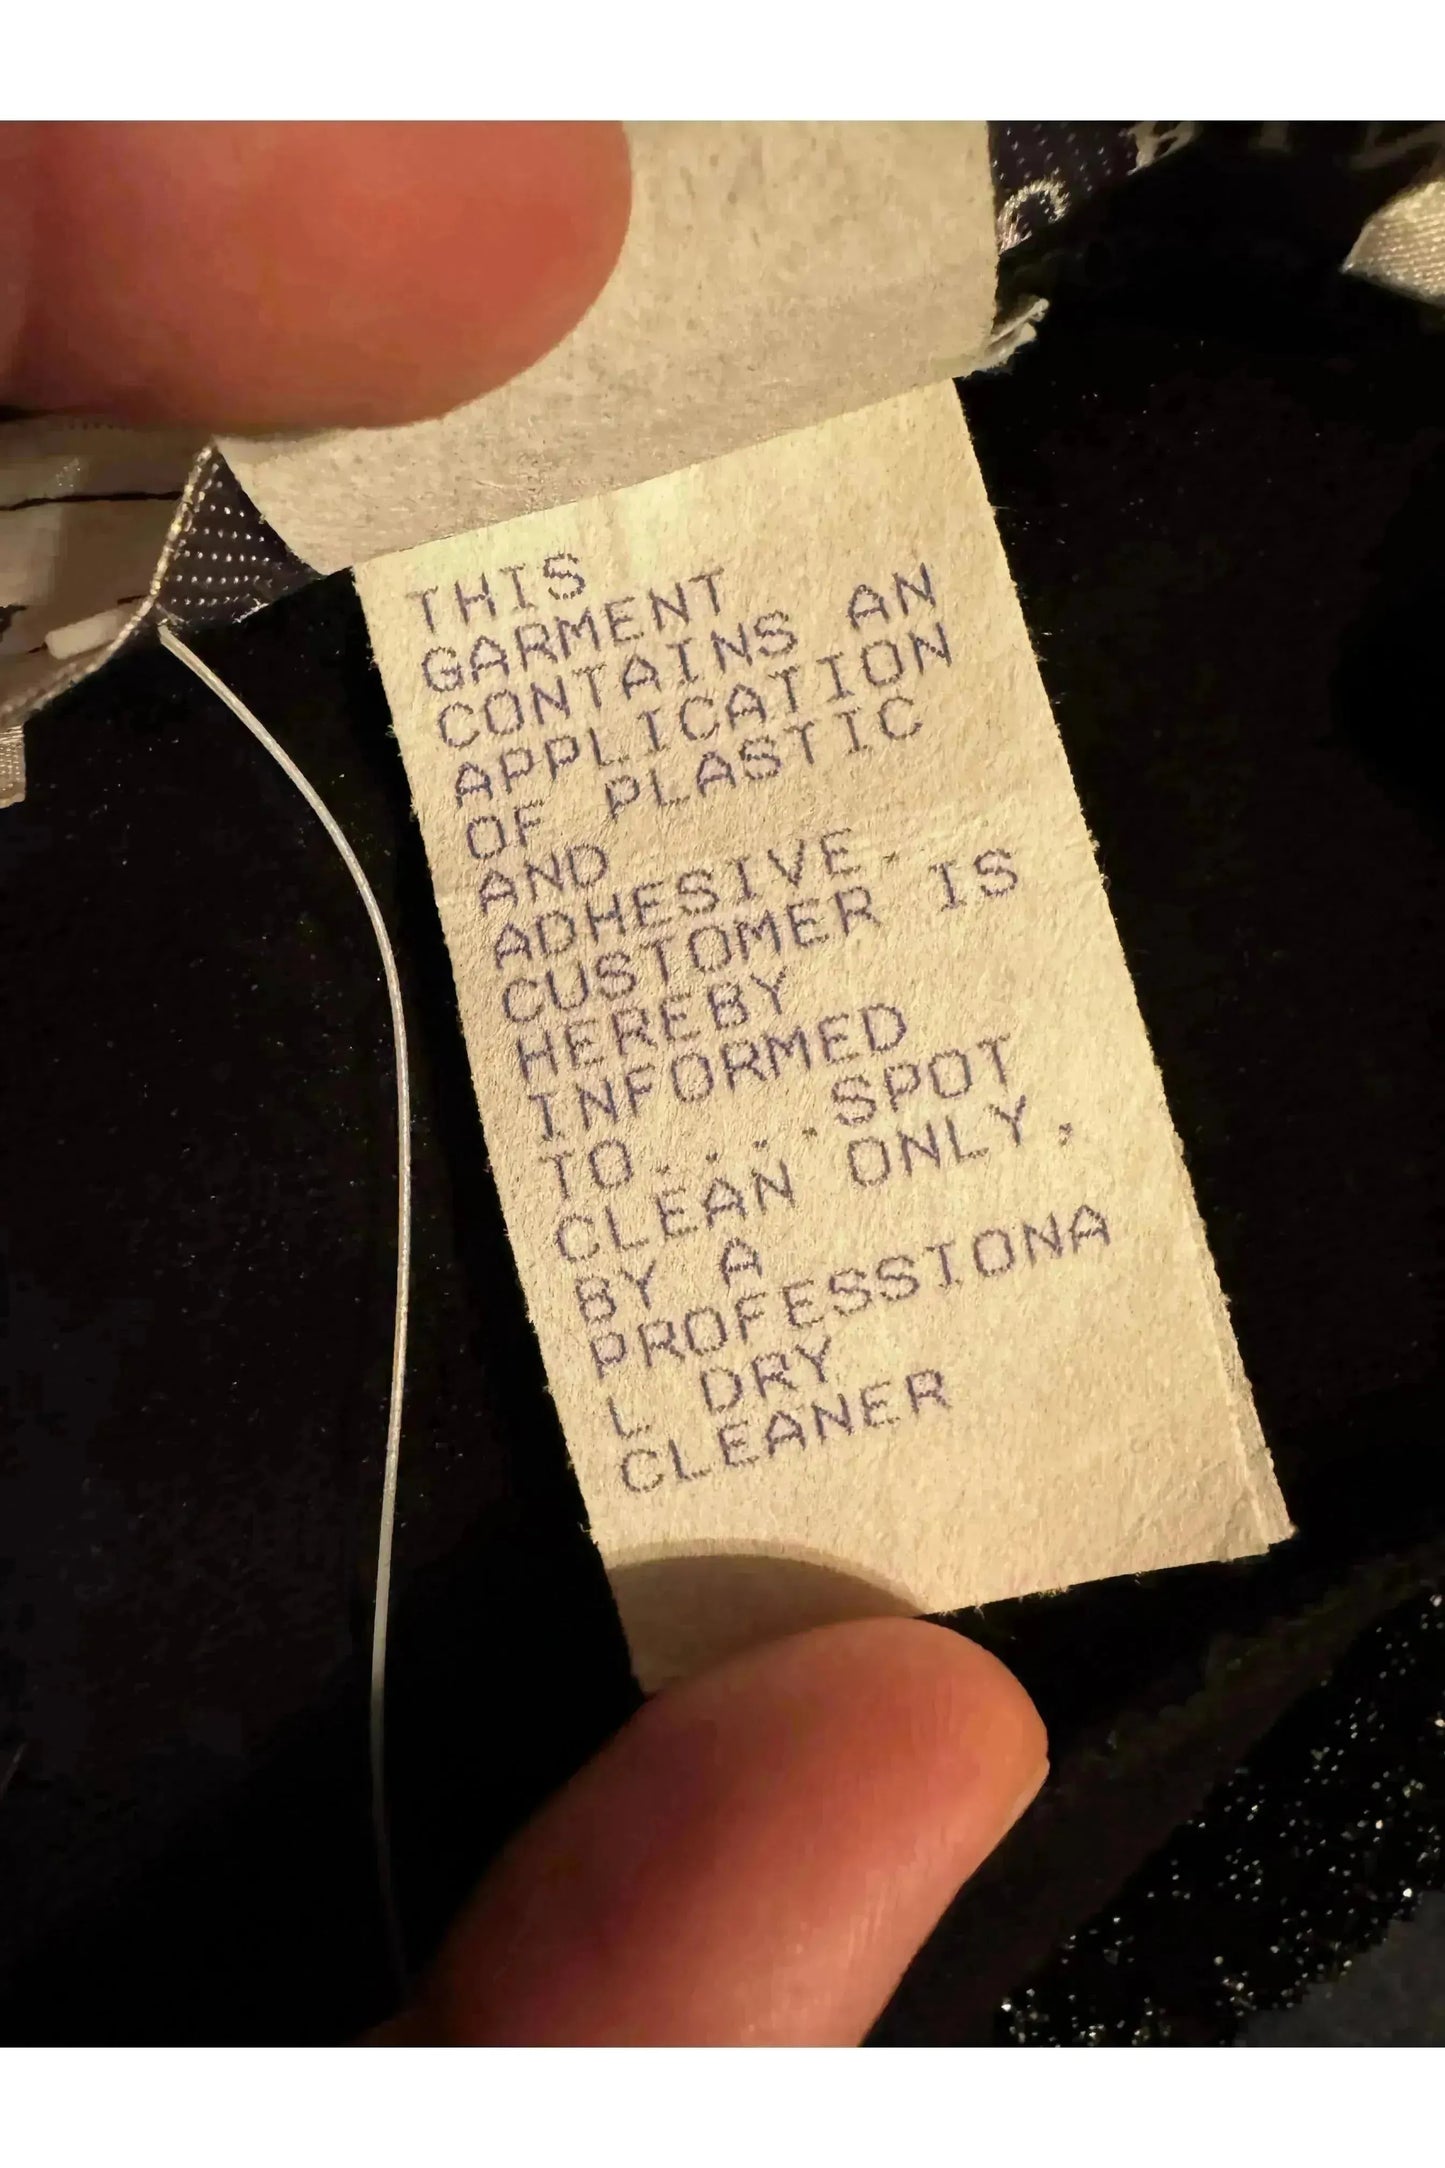 THIS
GARMENT
CONTAINS AN
APPLICATION
OF PLASTIC
AND
ADHESIVE.
CUSTOMER IS
HEREBY
INFORMED
TO....SPOT
CLEAN ONLY,
BY A
PROFESSIONA
L DRY
CLEANER